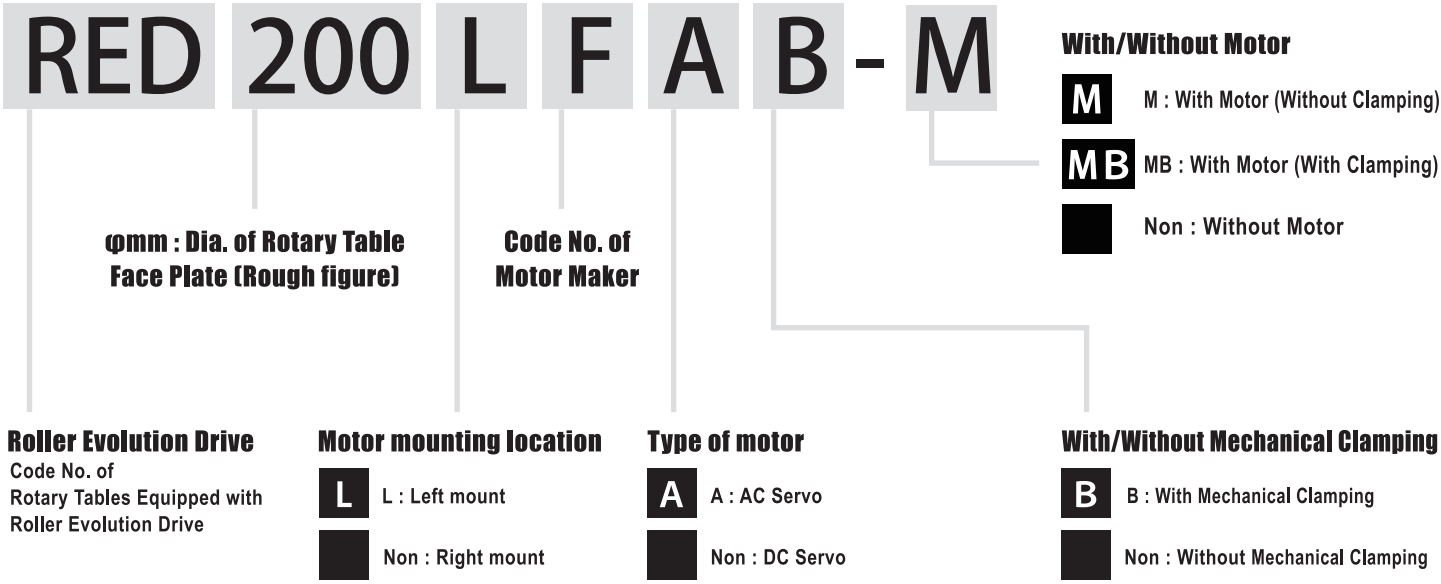 RED 200 L F A B - M
With/Without Motor
M M : With Motor (Without Clamping)
MB MB : With Motor (With Clamping)
Non : Without Motor
φmm : Dia. of Rotary Table
Face Plate (Rough figure)
Code No. of
Motor Maker
Roller Evolution Drive
Code No. of
Rotary Tables Equipped with
Roller Evolution Drive
Motor mounting location
L L : Left mount
Non : Right mount
Type of motor
A A : AC Servo
Non : DC Servo
With/Without Mechanical Clamping
B B : With Mechanical Clamping
Non : Without Mechanical Clamping